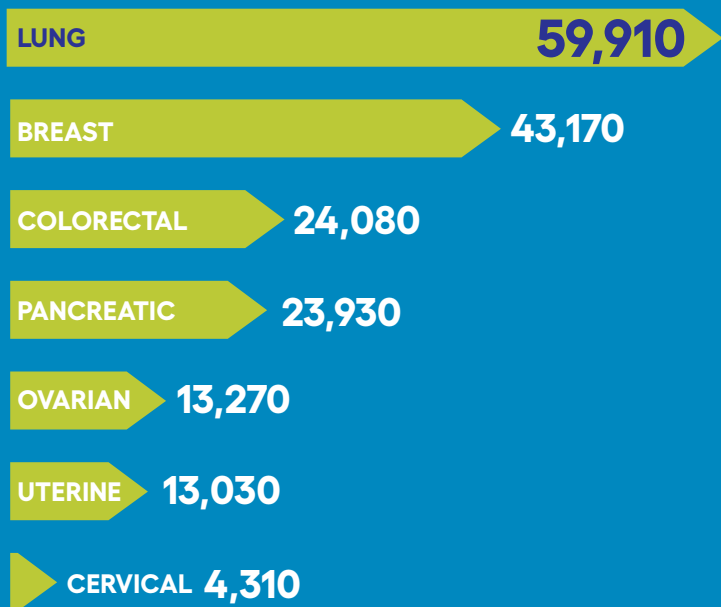 LUNG 59,910
BREAST 43,170
COLORECTAL 24,080
PANCREATIC 23,930
OVARIAN 13,270
UTERINE 13,030
CERVICAL 4,310